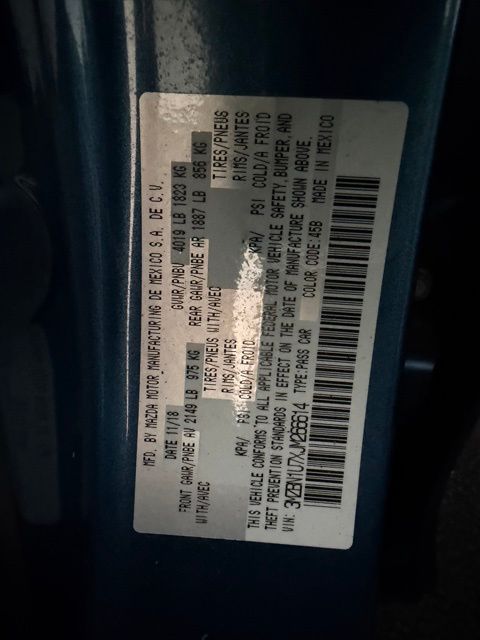 MFD. BY MAZDA MOTOR MANUFACTURING DE MEXICO S.A. DE C.V.
DATE 11/18 GVWR/PNBV 4019 LB 1823 KG
FRONT GAWR/PNBE AV 2149 LB 975 KG REAR GAWR/PNBE AR 1887 LB 856 KG
WITH/AVEC TIRES/PNEUS WITH/AVEC TIRES/PNEUS
RIMS/JANTES RIMS/JANTES
KPA/ PSI COLD/A FROID KPA/ PSI COLD/A FROID
THIS VEHICLE CONFORMS TO ALL APPLICABLE FEDERAL MOTOR VEHICLE SAFETY, BUMPER, AND
THEFT PREVENTION STANDARDS IN EFFECT ON THE DATE OF MANUFACTURE SHOWN ABOVE.
VIN: 3MZBN1U7XJM266614 TYPE:PASS CAR COLOR CODE:45B MADE IN MEXICO